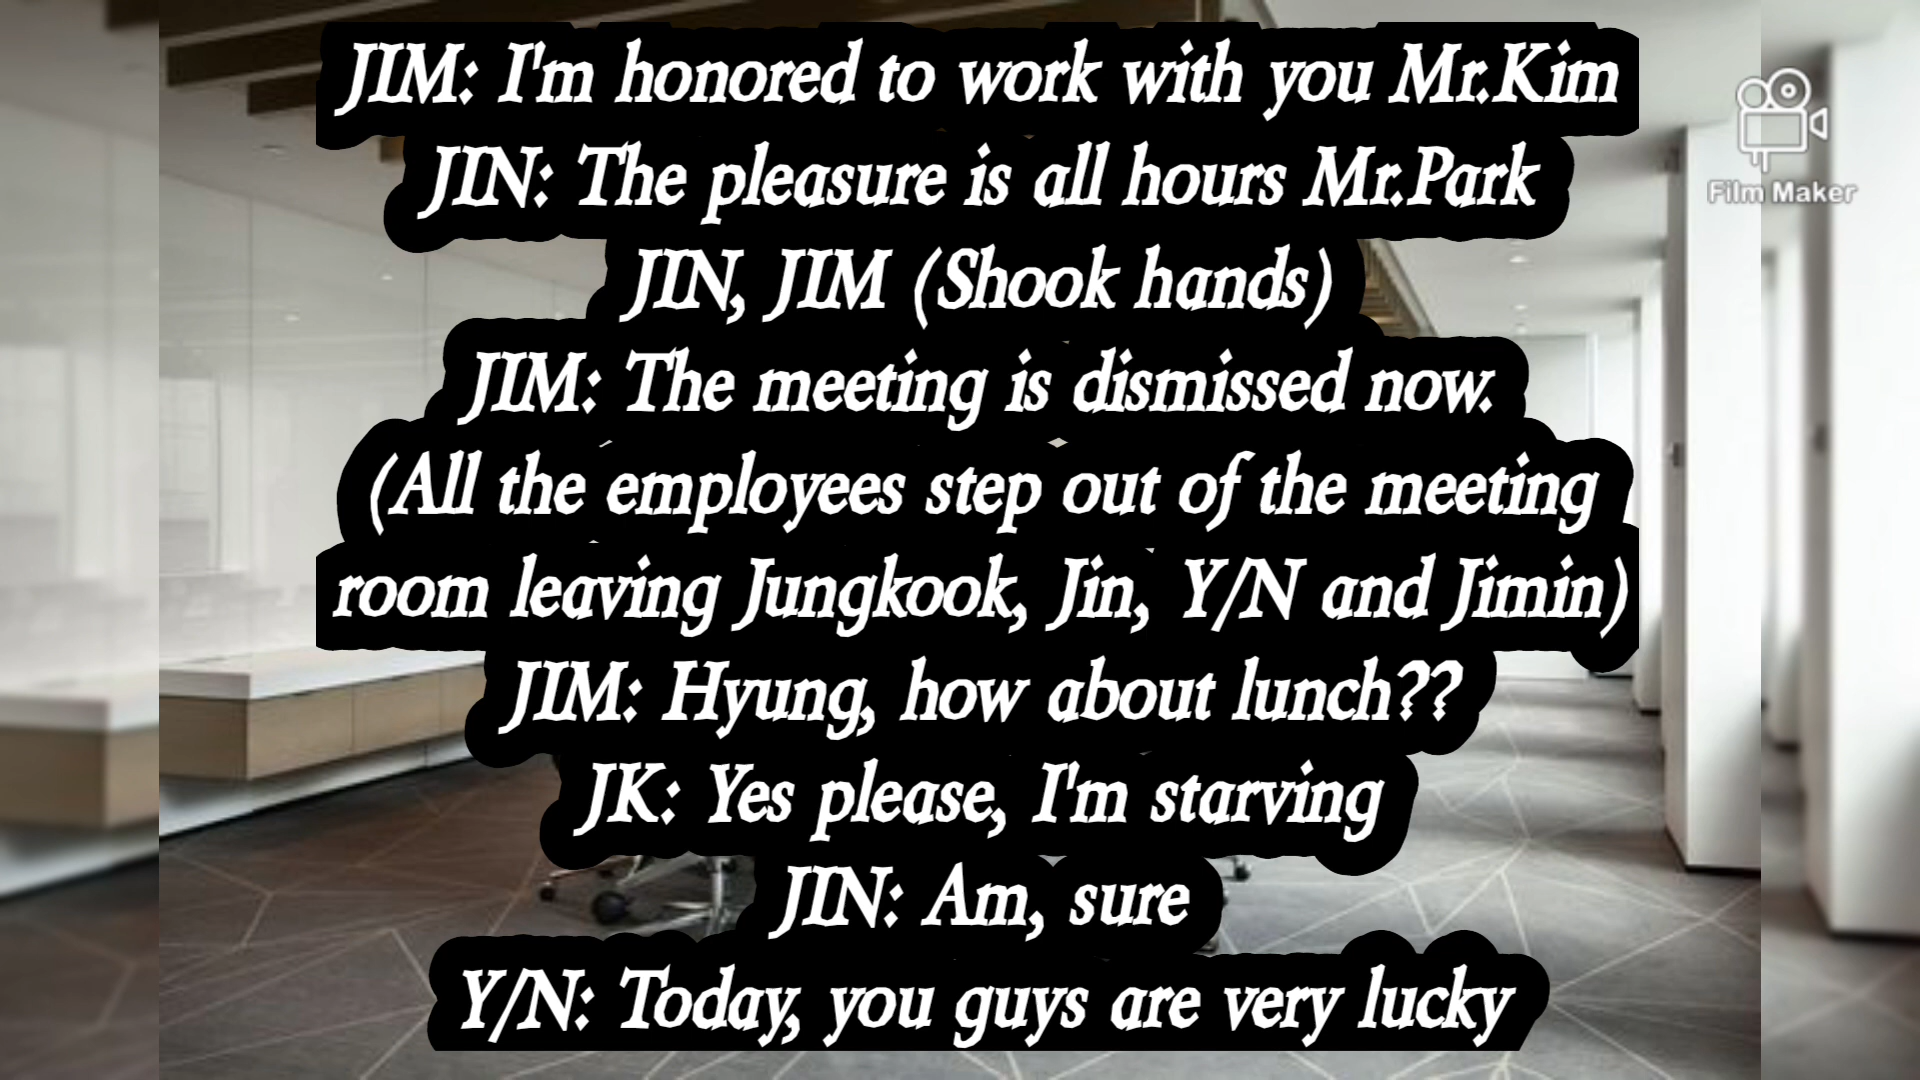 JIM: I'm honored to work with you Mr.Kim
JIN: The pleasure is all hours Mr.Park
JIN, JIM (Shook hands)
JIM: The meeting is dismissed now.
(All the employees step out of the meeting
room leaving Jungkook, Jin, Y/N and Jimin)
JIM: Hyung, how about lunch??
JK: Yes please, I'm starving
JIN: Am, sure
Y/N: Today, you guys are very lucky
Film Maker